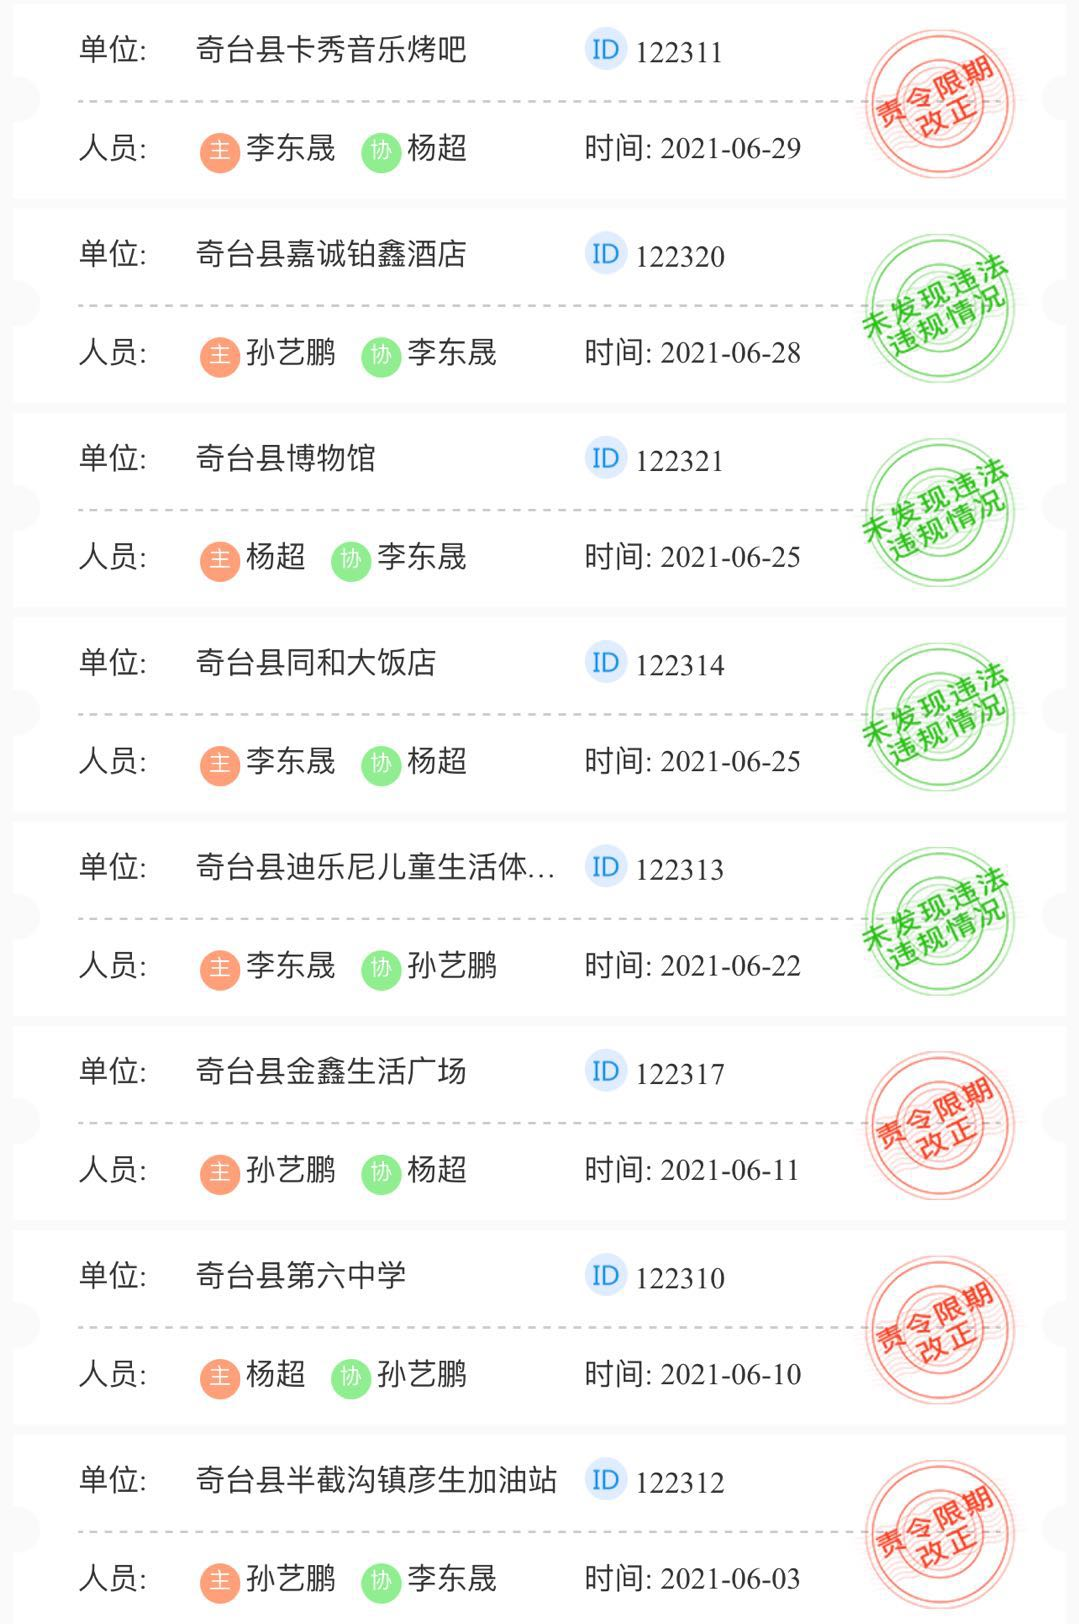 单位: 奇台县卡秀音乐烤吧 ID 122311
责令限期
改正
人员: 主 李东晟 协 杨超 时间: 2021-06-29
单位: 奇台县嘉诚铂鑫酒店 ID 122320
未发现违法
违规情况
人员: 主 孙艺鹏 协 李东晟 时间: 2021-06-28
单位: 奇台县博物馆 ID 122321
未发现违法
违规情况
人员: 主 杨超 协 李东晟 时间: 2021-06-25
单位: 奇台县同和大饭店 ID 122314
未发现违法
违规情况
人员: 主 李东晟 协 杨超 时间: 2021-06-25
单位: 奇台县迪乐尼儿童生活体... ID 122313
未发现违法
违规情况
人员: 主 李东晟 协 孙艺鹏 时间: 2021-06-22
单位: 奇台县金鑫生活广场 ID 122317
责令限期
改正
人员: 主 孙艺鹏 协 杨超 时间: 2021-06-11
单位: 奇台县第六中学 ID 122310
责令限期
改正
人员: 主 杨超 协 孙艺鹏 时间: 2021-06-10
单位: 奇台县半截沟镇彦生加油站 ID 122312
责令限期
改正
人员: 主 孙艺鹏 协 李东晟 时间: 2021-06-03